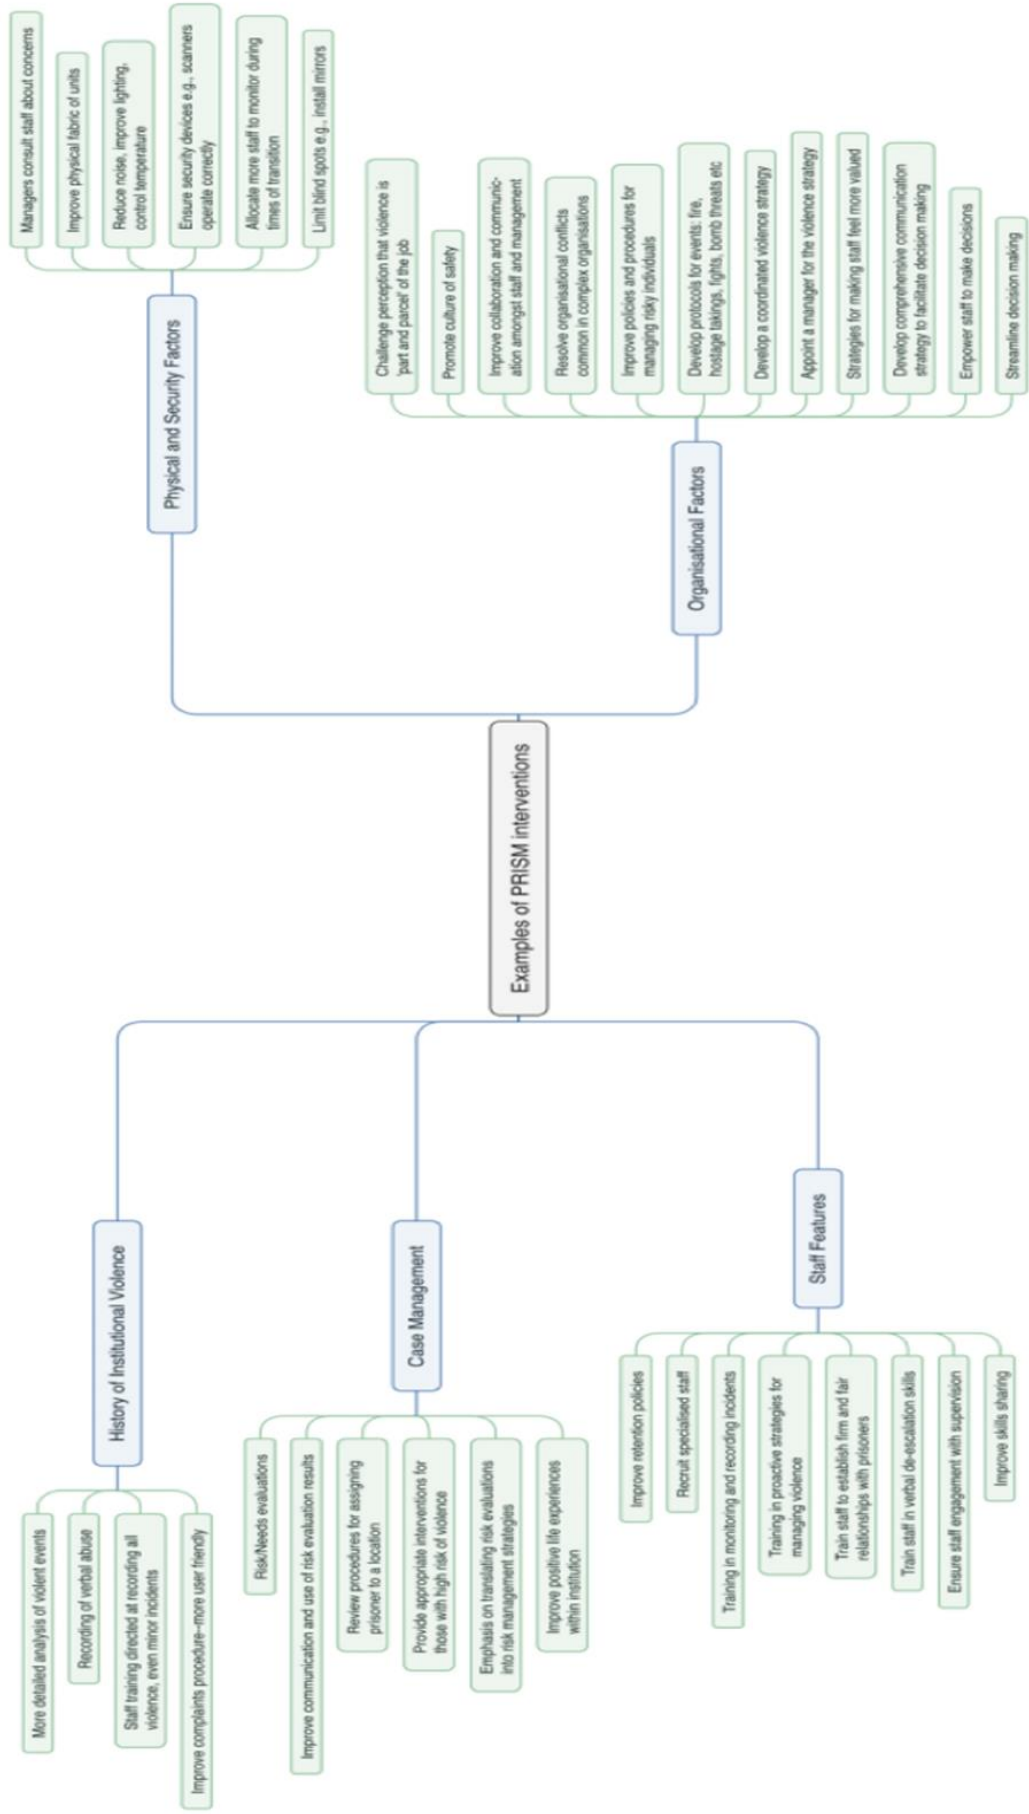 Examples of PRISM interventions
History of Institutional Violence
More detailed analysis of violent events
Recording of verbal abuse
Staff training directed at recording all
violence, even minor incidents
Improve complaints procedure–more user friendly
Case Management
Risk/Needs evaluations
Improve communication and use of risk evaluation results
Review procedures for assigning
prisoner to a location
Provide appropriate interventions for
those with high risk of violence
Emphasis on translating risk evaluations
into risk management strategies
Improve positive life experiences
within institution
Staff Features
Improve retention policies
Recruit specialised staff
Training in monitoring and recording incidents
Training in proactive strategies for
managing violence
Train staff to establish firm and fair
relationships with prisoners
Train staff in verbal de-escalation skills
Ensure staff engagement with supervision
Improve skills sharing
Physical and Security Factors
Managers consult staff about concerns
Improve physical fabric of units
Reduce noise, improve lighting,
control temperature
Ensure security devices e.g., scanners
operate correctly
Allocate more staff to monitor during
times of transition
Limit blind spots e.g., install mirrors
Organisational Factors
Challenge perception that violence is
'part and parcel' of the job
Promote culture of safety
Improve collaboration and communic-
ation amongst staff and management
Resolve organisational conflicts
common in complex organisations
Improve policies and procedures for
managing risky individuals
Develop protocols for events: fire,
hostage takings, fights, bomb threats etc
Develop a coordinated violence strategy
Appoint a manager for the violence strategy
Strategies for making staff feel more valued
Develop comprehensive communication
strategy to facilitate decision making
Empower staff to make decisions
Streamline decision making